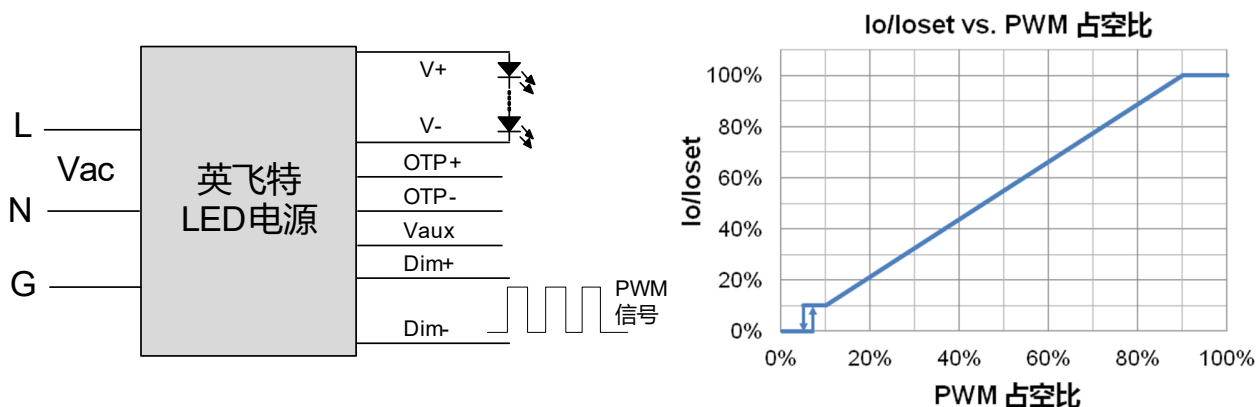 L
Vac
N
G
英飞特
LED电源
V+
V-
OTP+
OTP-
Vaux
Dim+
Dim-
PWM
信号
Io/Ioset vs. PWM 占空比
Io/Ioset
100%
80%
60%
40%
20%
0%
0%
20%
40%
60%
80%
100%
PWM 占空比